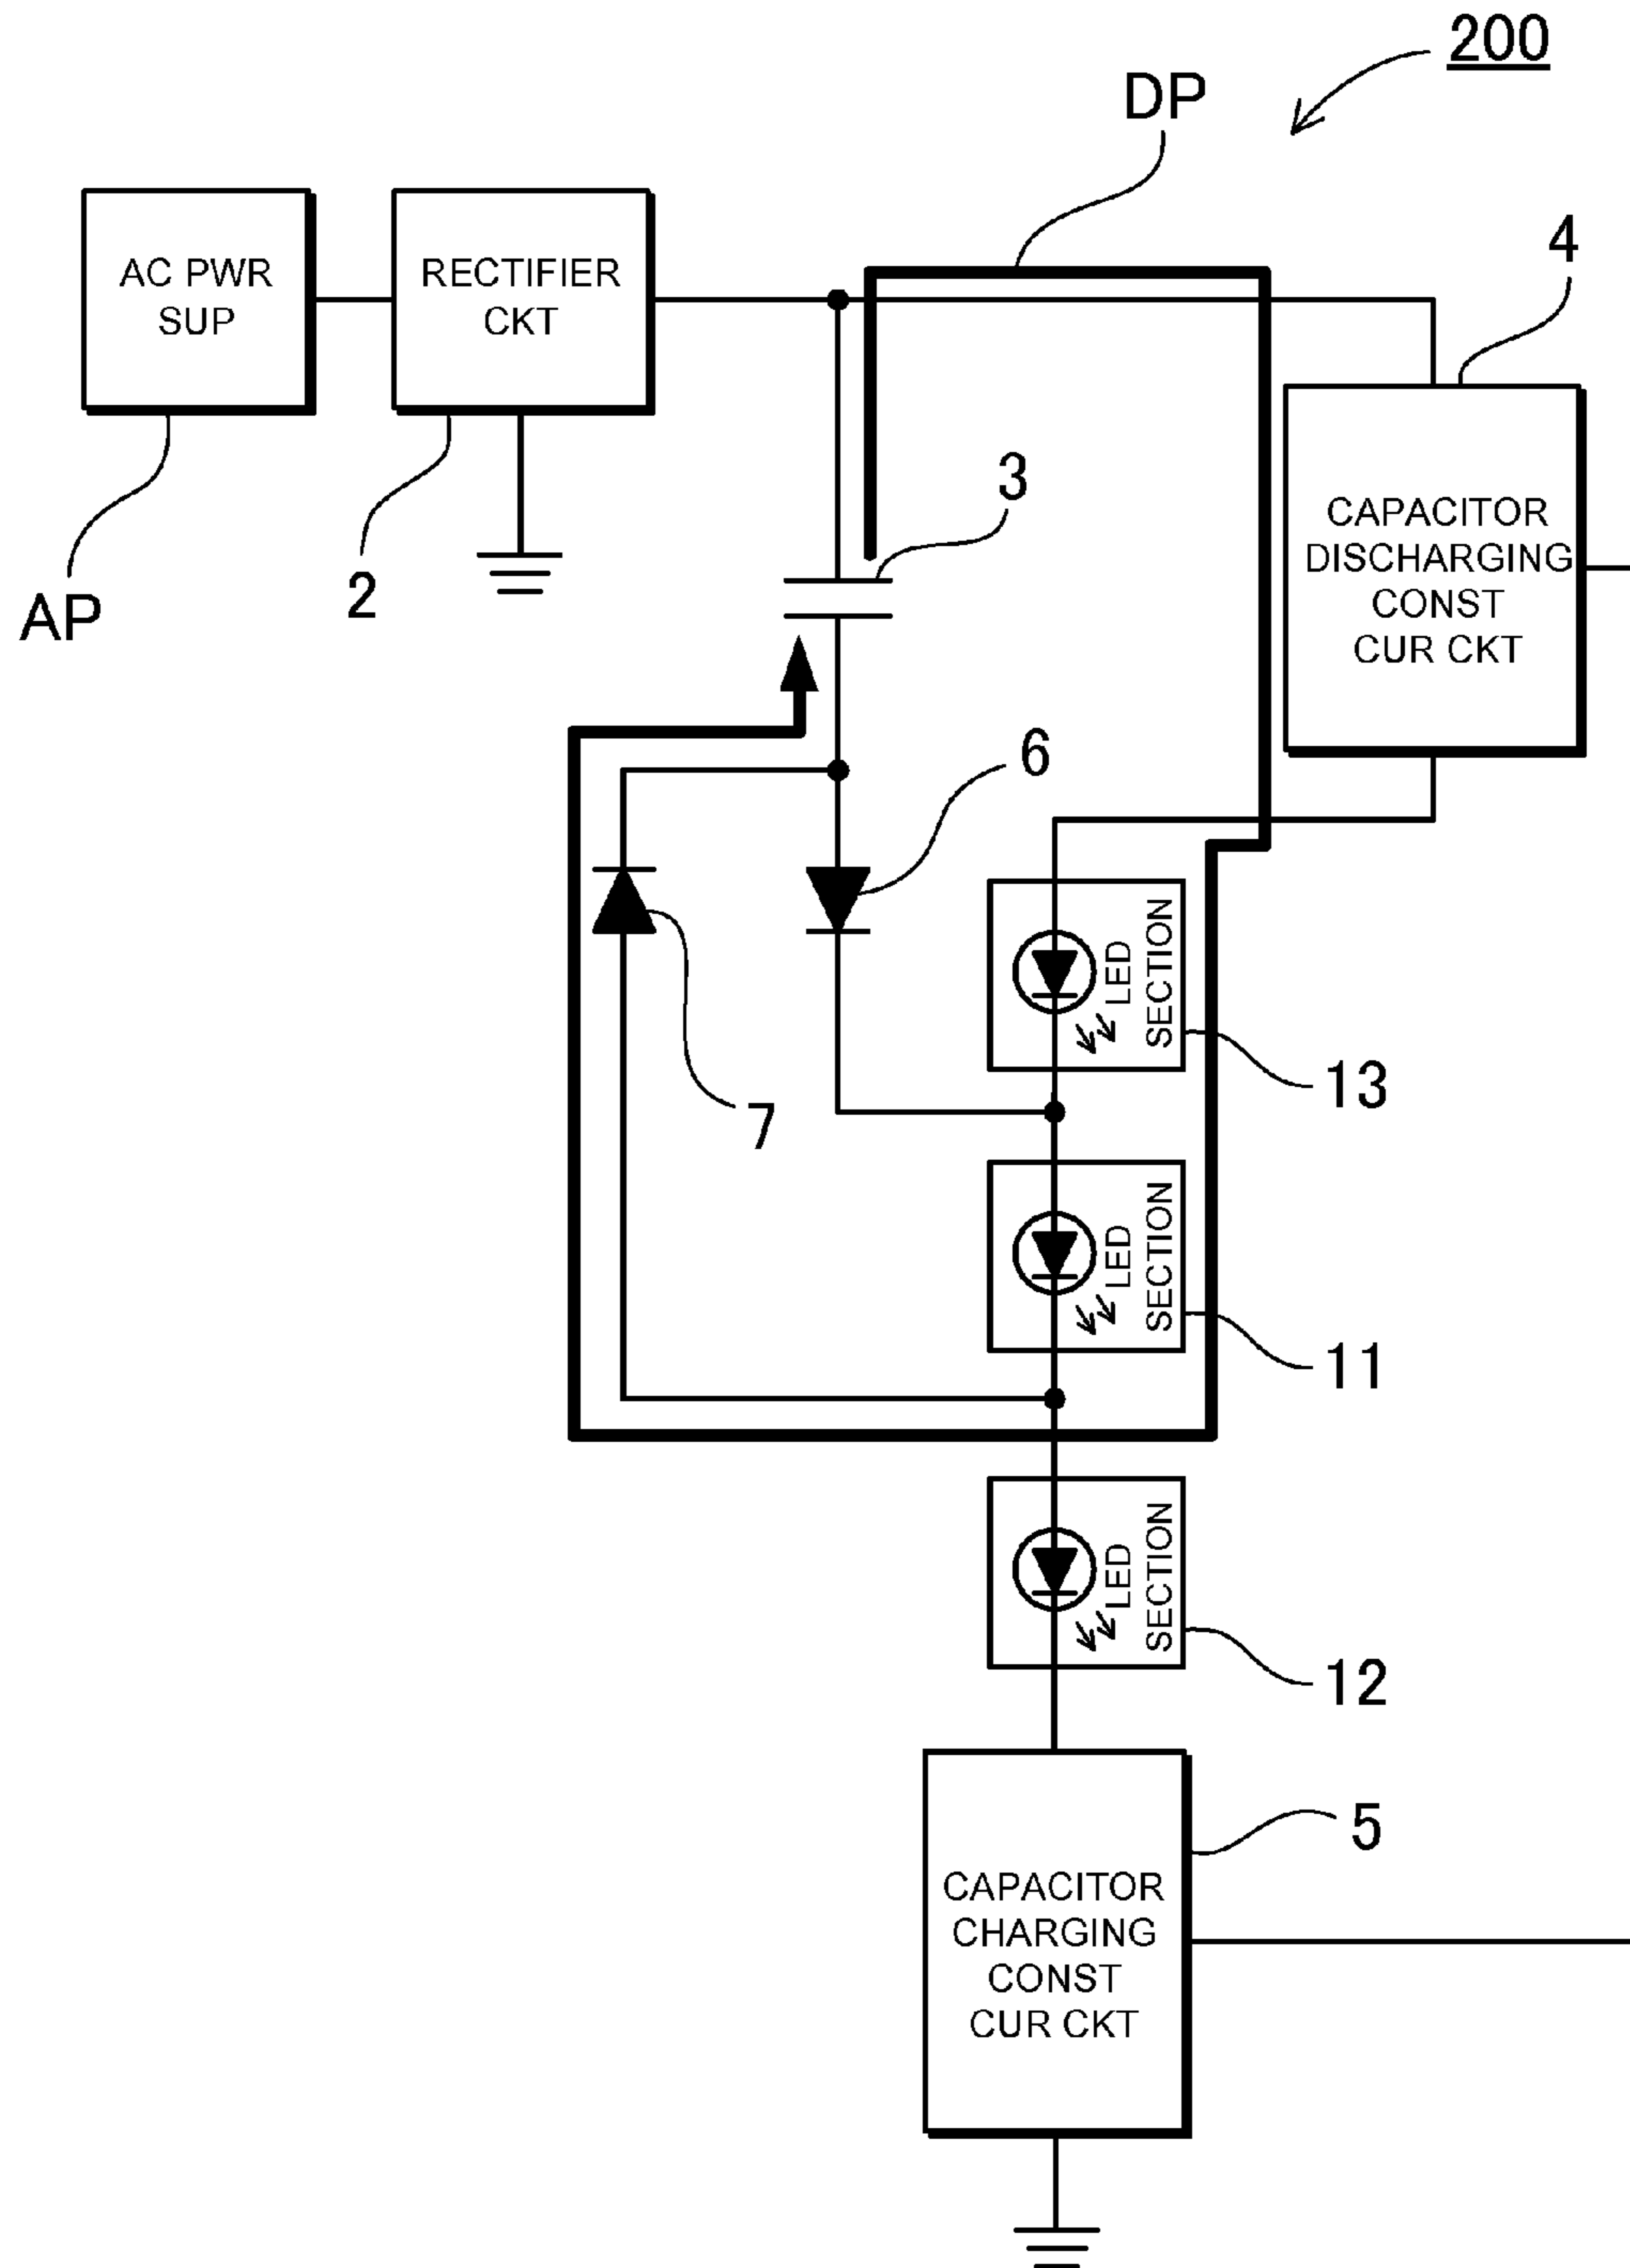 200
DP
AC PWR
SUP
RECTIFIER
CKT
4
3
CAPACITOR
DISCHARGING
CONST
CUR CKT
AP
2
6
LED
SECTION
13
7
LED
SECTION
11
LED
SECTION
12
5
CAPACITOR
CHARGING
CONST
CUR CKT